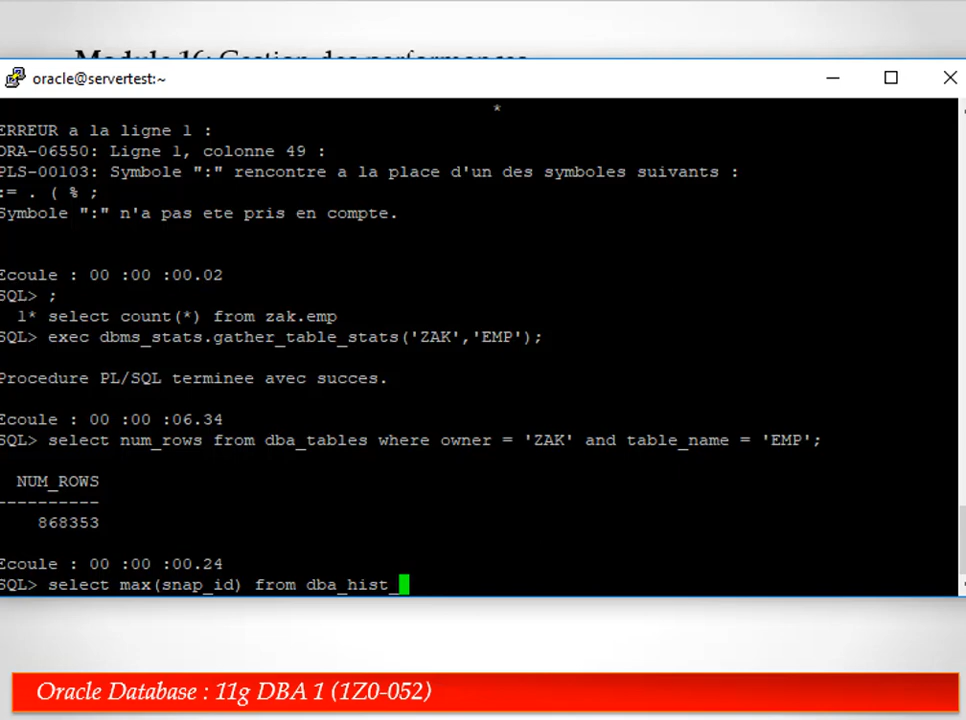 Module 16: Gestion des performances
oracle@servertest:~
*
ERREUR a la ligne 1 :
ORA-06550: Ligne 1, colonne 49 :
PLS-00103: Symbole ":" rencontre a la place d'un des symboles suivants :
:= . ( % ;
Symbole ":" n'a pas ete pris en compte.
Ecoule : 00 :00 :00.02
SQL> ;
1* select count(*) from zak.emp
SQL> exec dbms_stats.gather_table_stats('ZAK','EMP');
Procedure PL/SQL terminee avec succes.
Ecoule : 00 :00 :06.34
SQL> select num_rows from dba_tables where owner = 'ZAK' and table_name = 'EMP';
NUM_ROWS
----------
868353
Ecoule : 00 :00 :00.24
SQL> select max(snap_id) from dba_hist_
Oracle Database : 11g DBA 1 (1Z0-052)